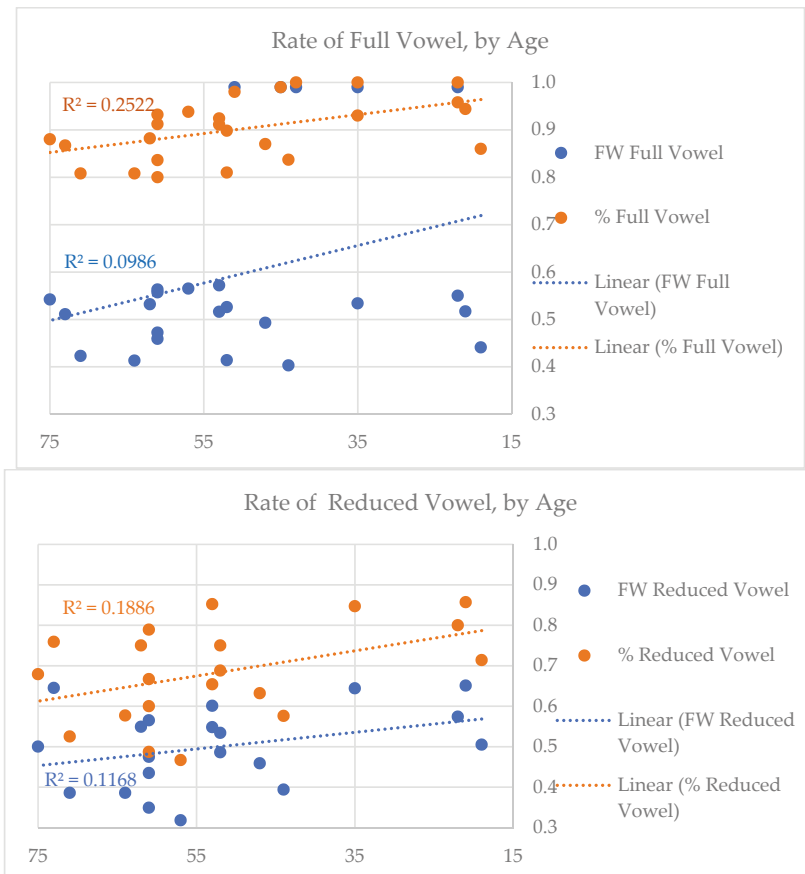 Rate of Full Vowel, by Age
1.0
R² = 0.2522
0.9
FW Full Vowel
0.8
% Full Vowel
0.7
R² = 0.0986
0.6
Linear (FW Full
Vowel)
0.5
Linear (% Full Vowel)
0.4
0.3
75 55 35 15
Rate of Reduced Vowel, by Age
1.0
0.9
FW Reduced Vowel
R² = 0.1886
0.8
% Reduced Vowel
0.7
0.6
Linear (FW Reduced
Vowel)
0.5
R² = 0.1168
Linear (% Reduced
Vowel)
0.4
0.3
75 55 35 15